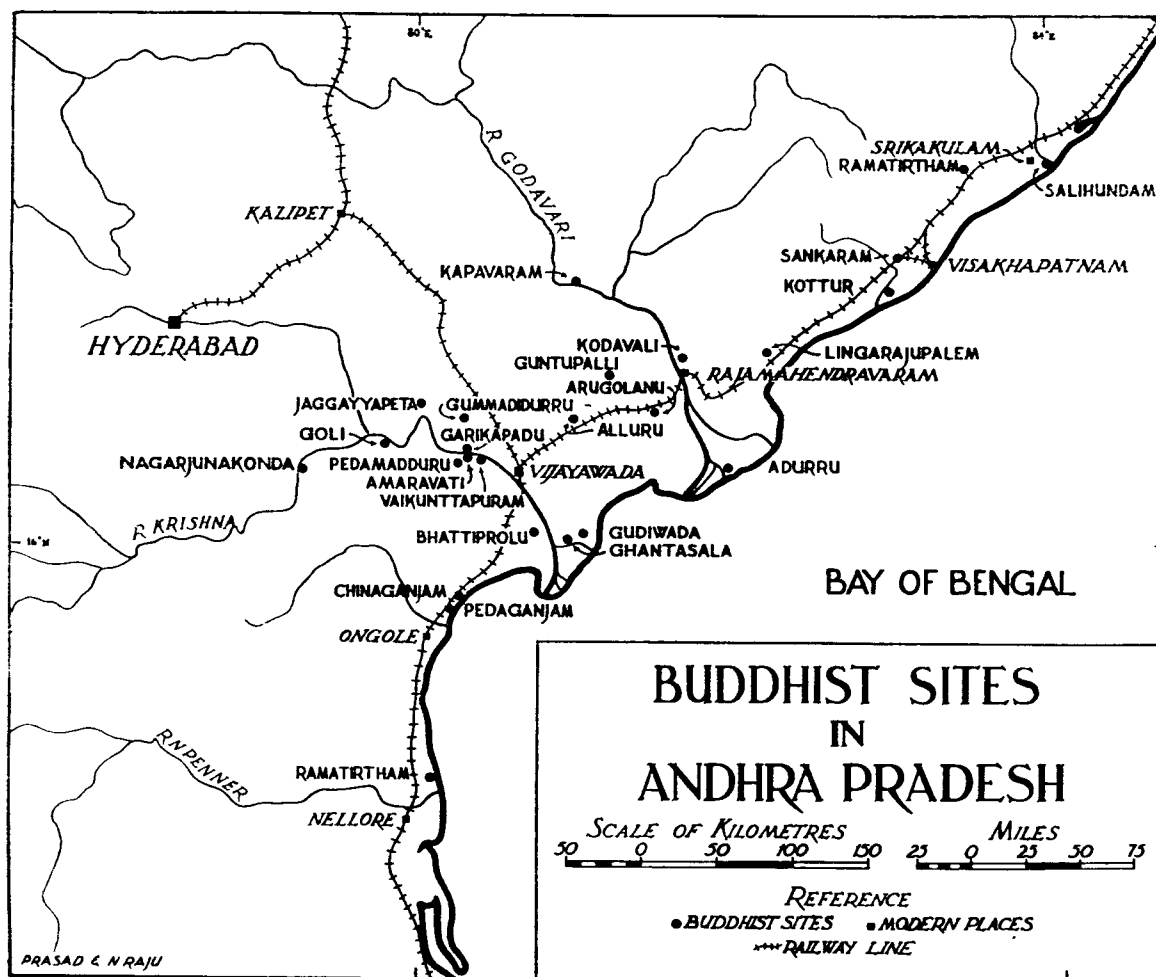 80°E
84°E
R GODAVARI
SRIKAKULAM
RAMATIRTHAM
SALIHUNDAM
KAZIPET
SANKARAM
VISAKHAPATNAM
KAPAVARAM
KOTTUR
HYDERABAD
KODAVALI
LINGARAJUPALEM
GUNTUPALLI
RAJAMAHENDRAVARAM
ARUGOLANU
JAGGAYYAPETA
GUMMADIDURRU
ALLURU
GOLI
GARIKAPADU
NAGARJUNAKONDA
PEDAMADDURU
VIJAYAWADA
ADURRU
AMARAVATI
VAIKUNTTAPURAM
R KRISHNA
BHATTIPROLU
GUDIWADA
GHANTASALA
BAY OF BENGAL
CHINAGANJAM
PEDAGANJAM
ONGOLE
R N PENNER
RAMATIRTHAM
NELLORE
BUDDHIST SITES
IN
ANDHRA PRADESH
SCALE OF KILOMETRES MILES
50 0 50 100 150 25 0 25 50 75
REFERENCE
BUDDHIST SITES MODERN PLACES
RAILWAY LINE
PRASAD & N RAJU